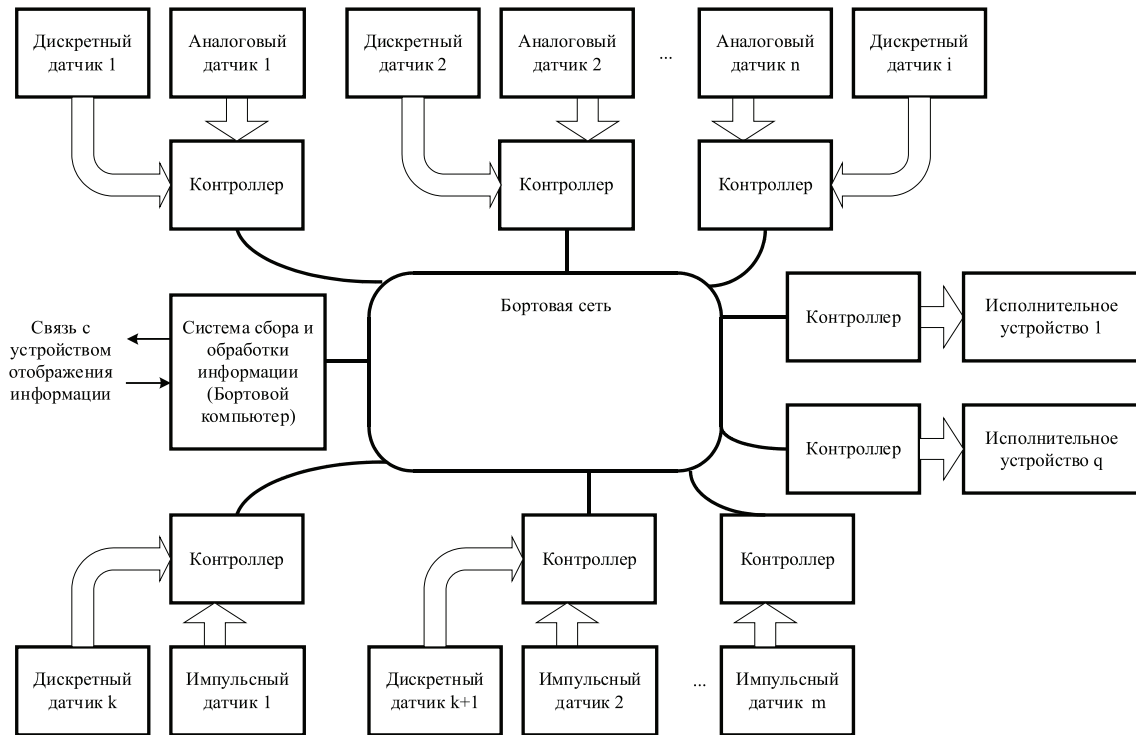 Дискретный
датчик 1
Аналоговый
датчик 1
Дискретный
датчик 2
Аналоговый
датчик 2
...
Аналоговый
датчик n
Дискретный
датчик i
Контроллер
Контроллер
Контроллер
Бортовая сеть
Контроллер
Исполнительное
устройство 1
Связь с
устройством
отображения
информации
Система сбора и
обработки
информации
(Бортовой
компьютер)
Контроллер
Исполнительное
устройство q
Контроллер
Контроллер
Контроллер
Дискретный
датчик k
Импульсный
датчик 1
Дискретный
датчик k+1
Импульсный
датчик 2
...
Импульсный
датчик m